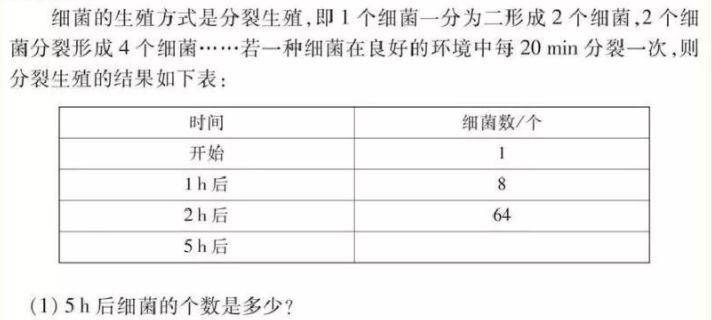 细菌的生殖方式是分裂生殖,即1个细菌一分为二形成2个细菌,2个细
菌分裂形成4个细菌……若一种细菌在良好的环境中每20 min分裂一次,则
分裂生殖的结果如下表:
时间 细菌数/个
开始 1
1 h后 8
2 h后 64
5 h后
(1) 5 h后细菌的个数是多少?